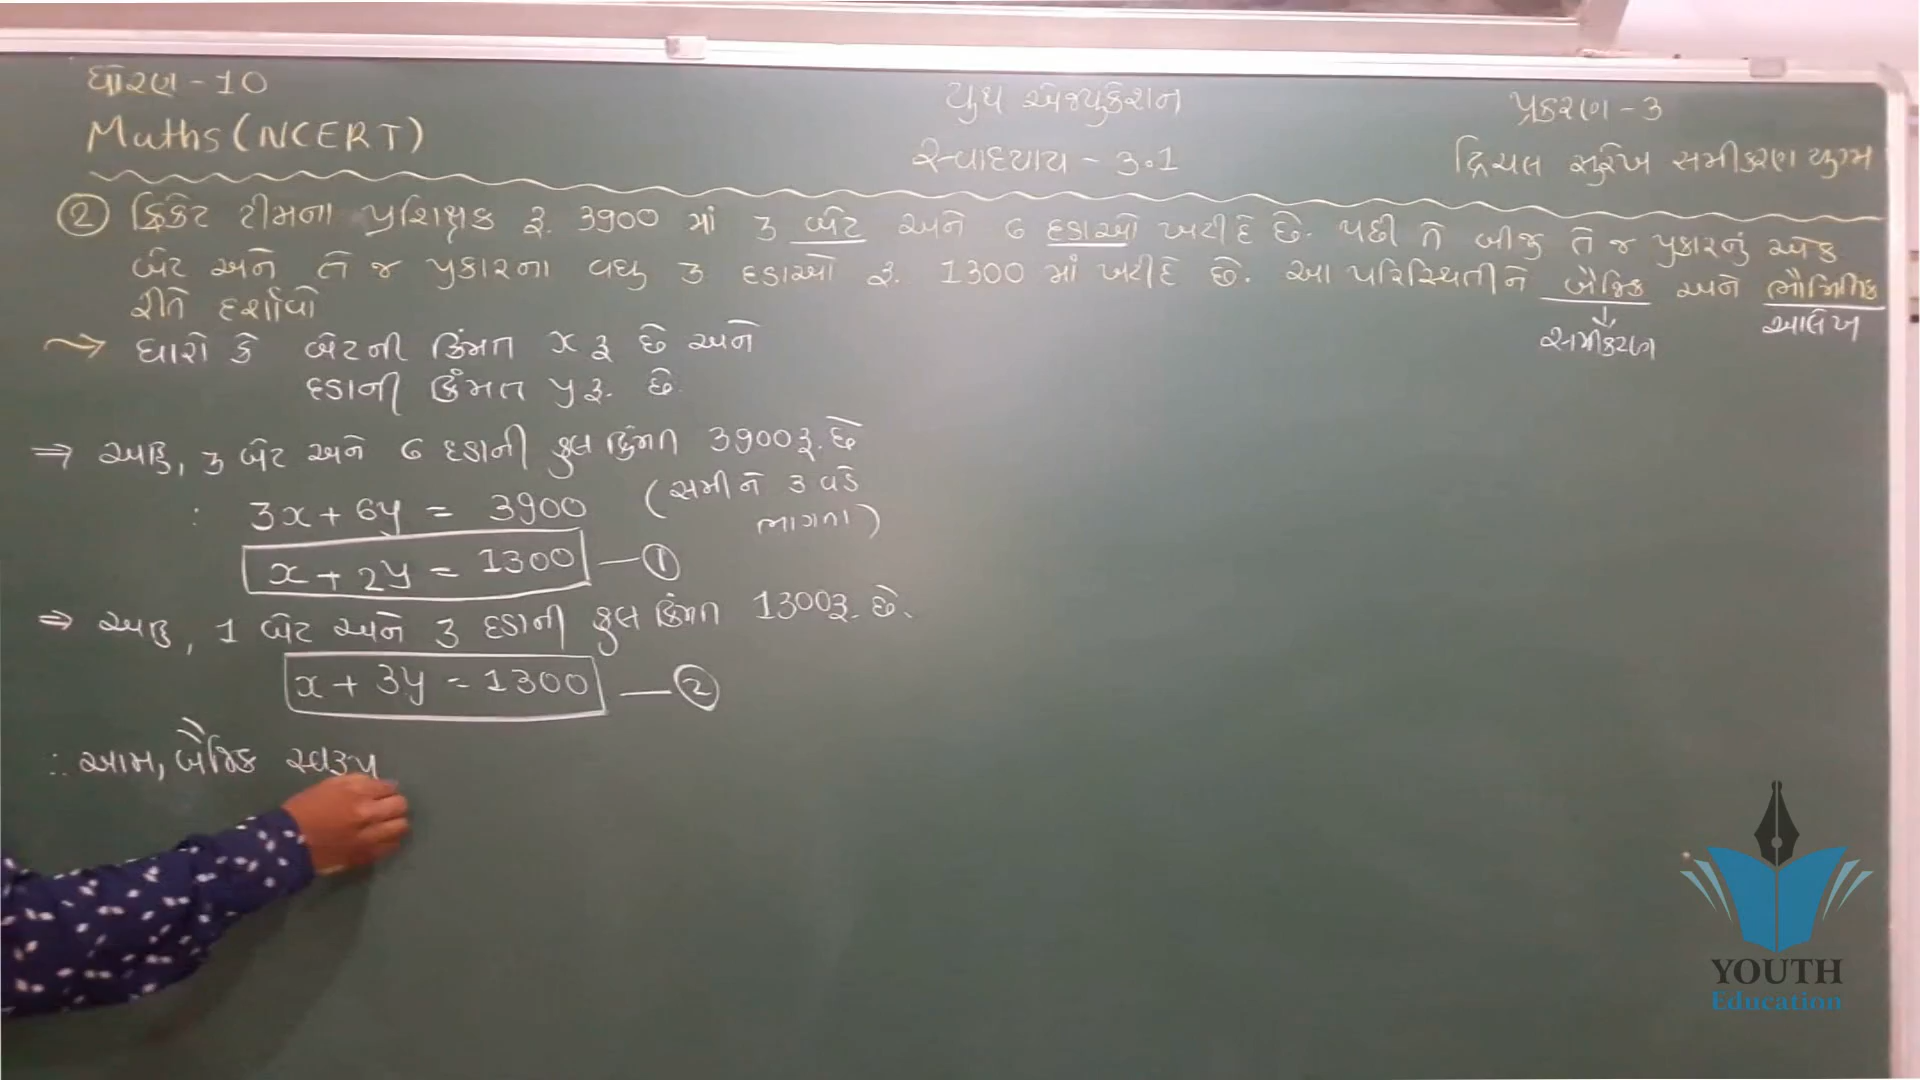 ધોરણ - 10
યુથ એજ્યુકેશન
પ્રકરણ - 3
Maths (NCERT)
સ્વાધ્યાય - 3.1
દ્વિચલ સુરેખ સમીકરણ યુગ્મ
② ક્રિકેટ ટીમના પ્રશિક્ષક રૂ. 3900 માં 3 બેટ અને 6 દડાઓ ખરીદે છે. પછી તે બીજુ તે જ પ્રકારનું એક
બેટ અને તે જ પ્રકારના વધુ 3 દડાઓ રૂ. 1300 માં ખરીદે છે. આ પરિસ્થિતીને બૈજિક અને ભૌમિતિક
રીતે દર્શાવો
સમીકરણ
આલેખ
ધારો કે બેટની કિંમત x રૂ છે અને
દડાની કિંમત y રૂ. છે.
⇒ અહિ, 3 બેટ અને 6 દડાની કુલ કિંમત 3900 રૂ. છે
∴ 3x + 6y = 3900 (સમી ને 3 વડે
ભાગતા)
x + 2y = 1300 — ①
⇒ અહિ, 1 બેટ અને 3 દડાની કુલ કિંમત 1300 રૂ. છે.
x + 3y = 1300 — ②
∴ આમ, બૈજિક સ્વરૂપ
YOUTH
Education